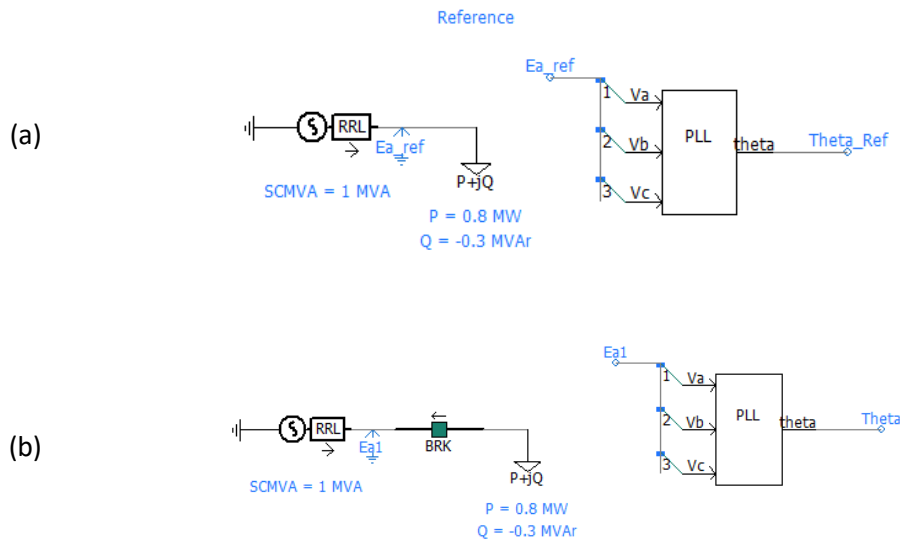 Reference
(a)
RRL
Ea_ref
SCMVA = 1 MVA
P+jQ
P = 0.8 MW
Q = -0.3 MVAr
Ea_ref
1 Va
2 Vb
3 Vc
PLL
theta
Theta_Ref
(b)
RRL
Ea1
BRK
SCMVA = 1 MVA
P+jQ
P = 0.8 MW
Q = -0.3 MVAr
Ea1
1 Va
2 Vb
3 Vc
PLL
theta
Theta